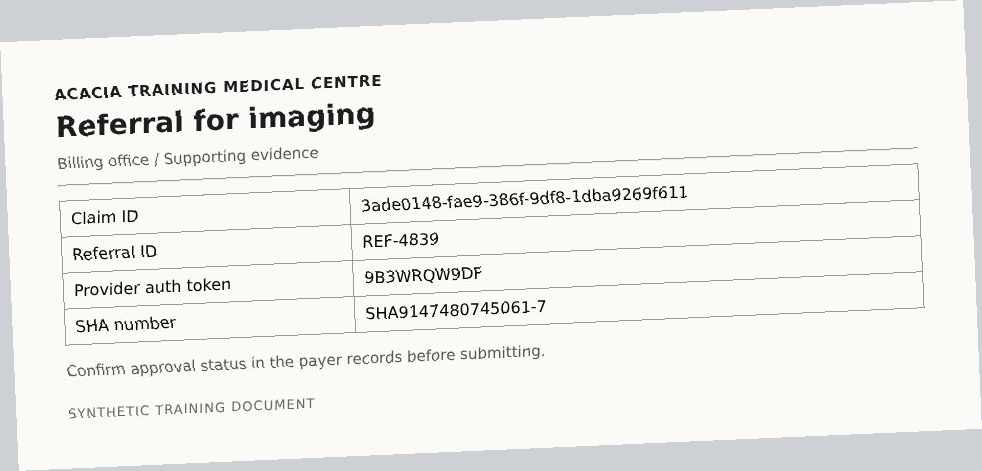 ACACIA TRAINING MEDICAL CENTRE
Referral for imaging
Billing office / Supporting evidence
Claim ID 3ade0148-fae9-386f-9df8-1dba9269f611
Referral ID REF-4839
Provider auth token 9B3WRQW9DF
SHA number SHA9147480745061-7
Confirm approval status in the payer records before submitting.
SYNTHETIC TRAINING DOCUMENT